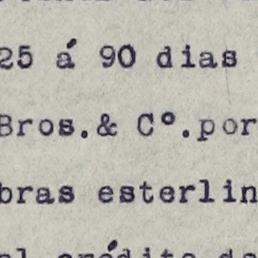 25 á 90 dias
Bros.& Cº.por
bras esterlin